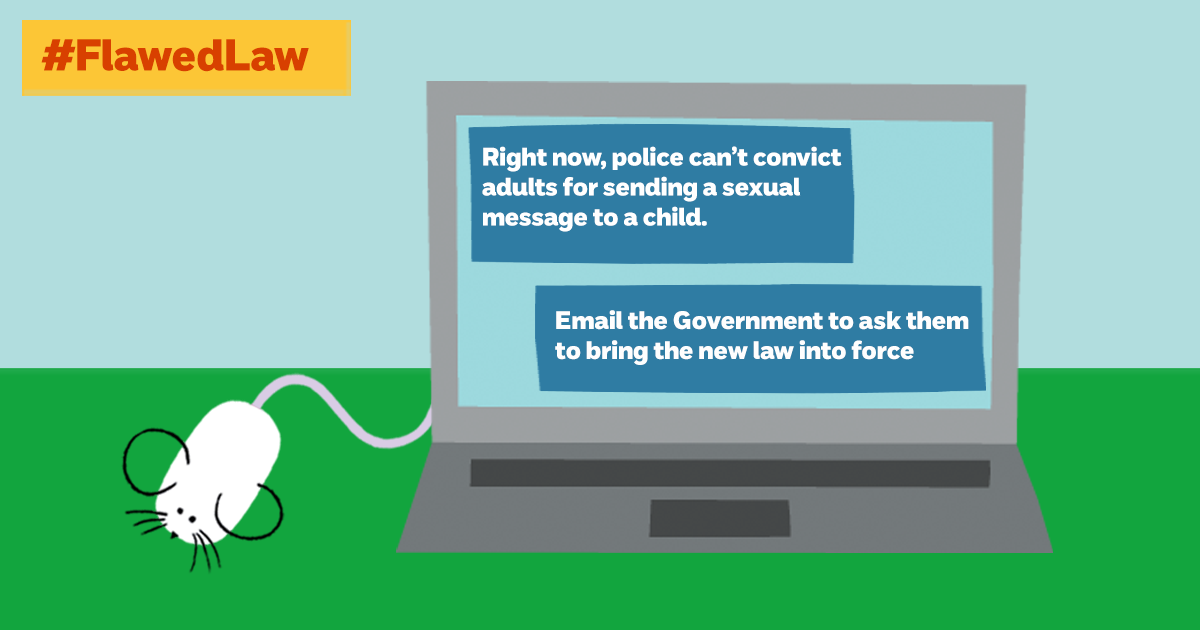 #FlawedLaw
Right now, police can’t convict
adults for sending a sexual
message to a child.
Email the Government to ask them
to bring the new law into force